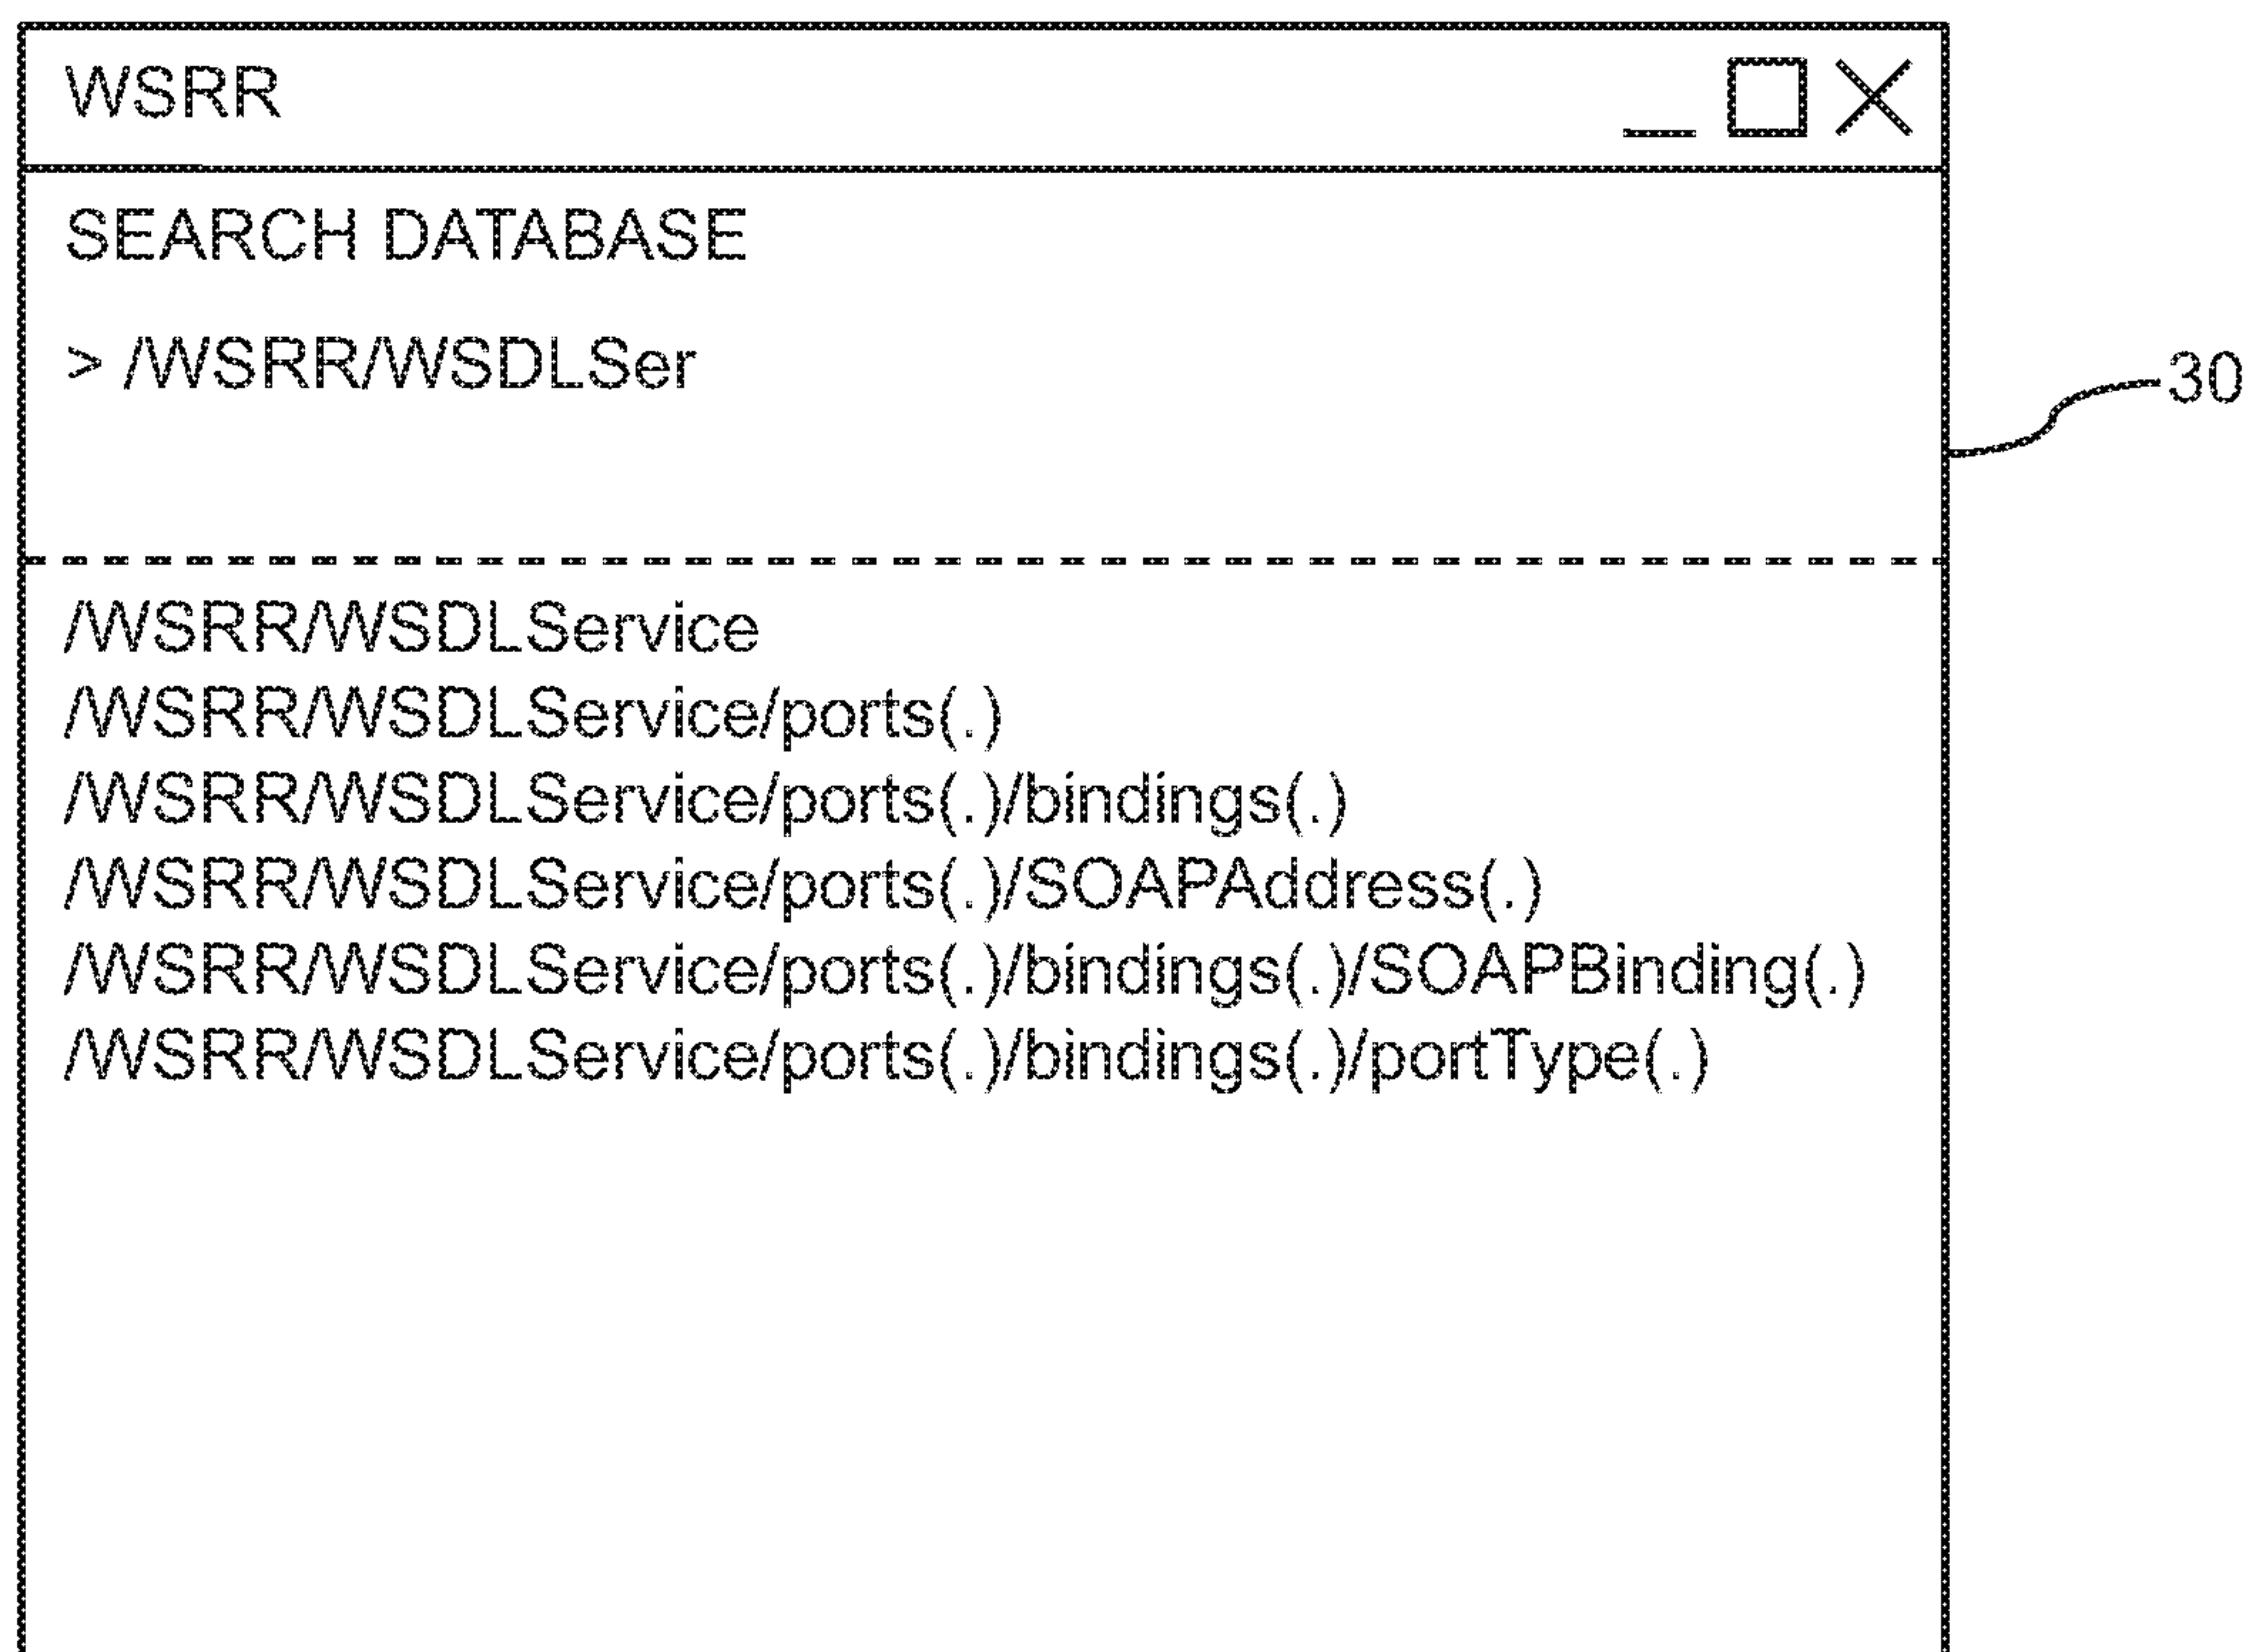 WSRR
SEARCH DATABASE
> /WSRR/WSDLSer
30
/WSRR/WSDLService
/WSRR/WSDLService/ports(.)
/WSRR/WSDLService/ports(.)/bindings(.)
/WSRR/WSDLService/ports(.)/SOAPAddress(.)
/WSRR/WSDLService/ports(.)/bindings(.)/SOAPBinding(.)
/WSRR/WSDLService/ports(.)/bindings(.)/portType(.)